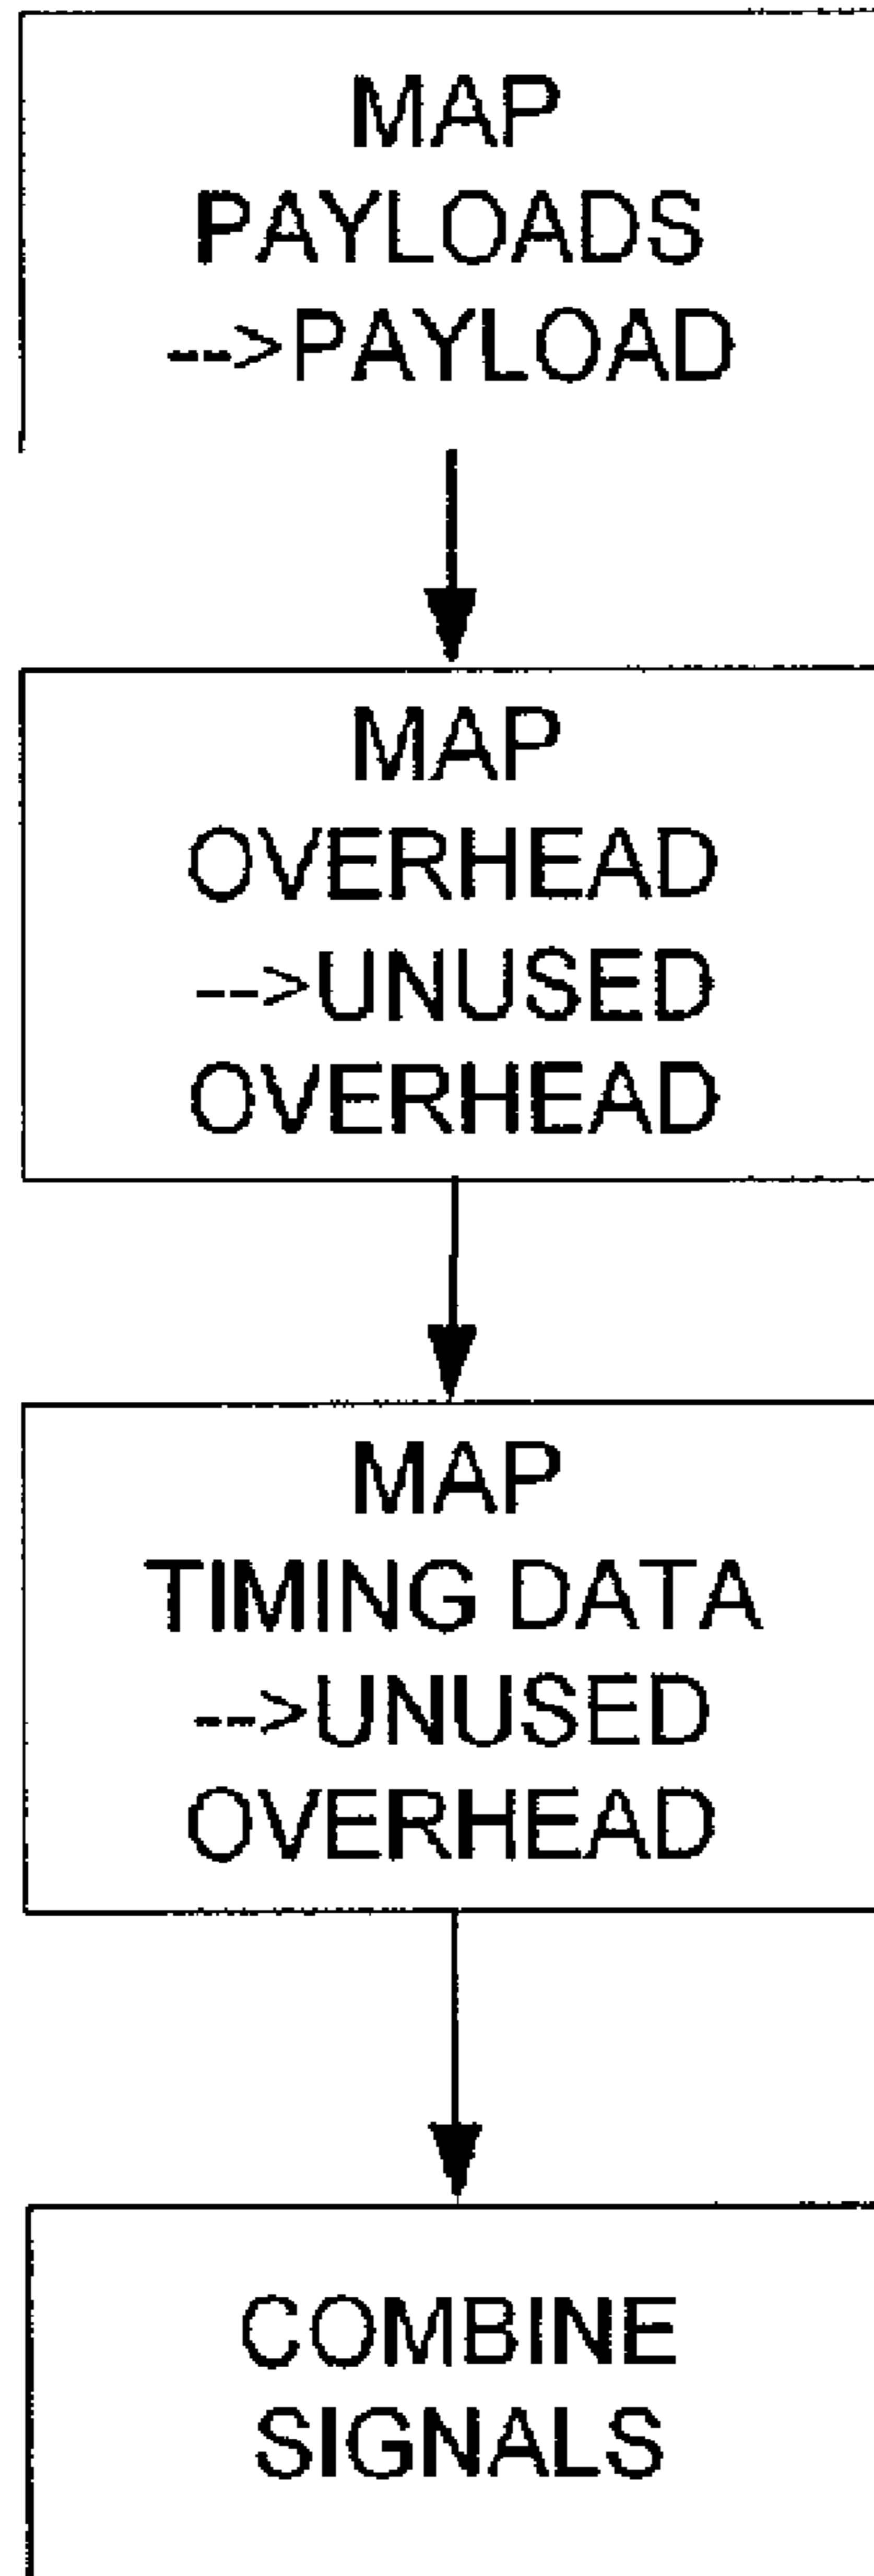 MAP
PAYLOADS
-->PAYLOAD
MAP
OVERHEAD
-->UNUSED
OVERHEAD
MAP
TIMING DATA
-->UNUSED
OVERHEAD
COMBINE
SIGNALS